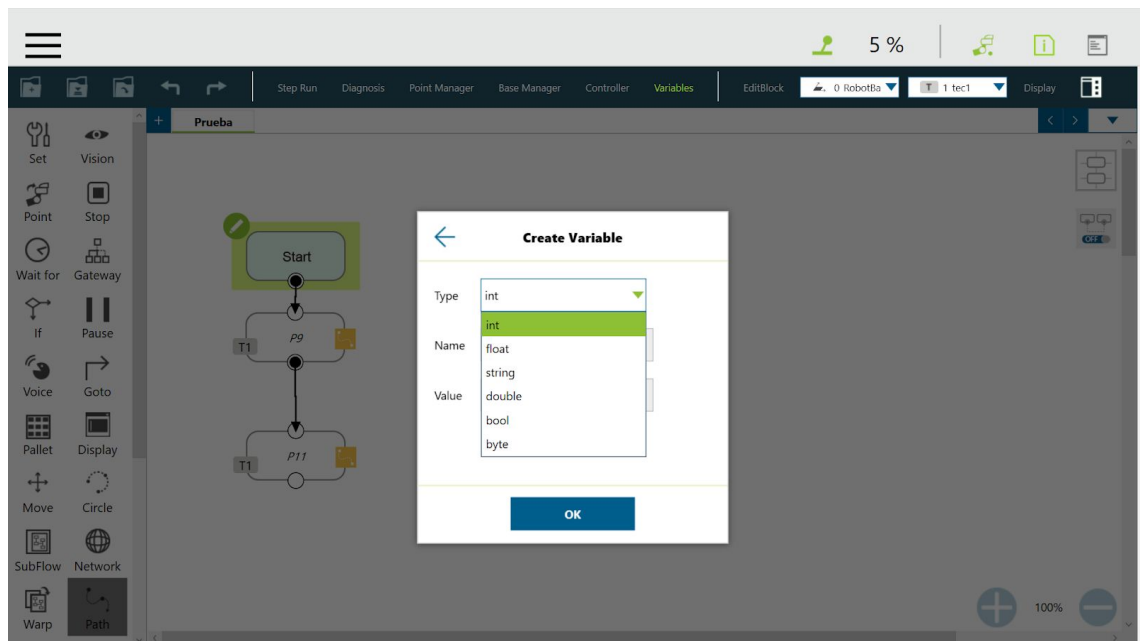 5 %
Step Run Diagnosis Point Manager Base Manager Controller Variables EditBlock 0 RobotBa T 1 tec1 Display
+ Prueba
Set Vision
Point Stop
Wait for Gateway
If Pause
Voice Goto
Pallet Display
Move Circle
SubFlow Network
Warp Path
Start
P9
T1
P11
T1
OFF
Create Variable
Type int
int
Name
float
string
Value
double
bool
byte
OK
100%